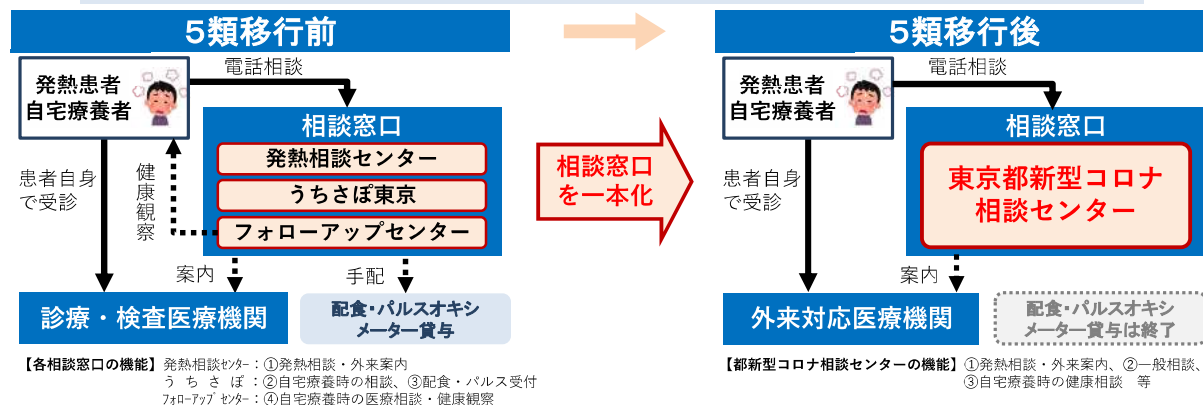 5類移行前
発熱患者
自宅療養者
電話相談
相談窓口
発熱相談センター
うちさぽ東京
フォローアップセンター
患者自身
で受診
健康観察
案内
手配
診療・検査医療機関
配食・パルスオキシ
メーター貸与
【各相談窓口の機能】 発熱相談ｾﾝﾀｰ：①発熱相談・外来案内
う ち さ ぽ：②自宅療養時の相談、③配食・パルス受付
ﾌｫﾛｰｱｯﾌﾟｾﾝﾀｰ：④自宅療養時の医療相談・健康観察
相談窓口
を一本化
5類移行後
発熱患者
自宅療養者
電話相談
相談窓口
東京都新型コロナ
相談センター
患者自身
で受診
案内
外来対応医療機関
配食・パルスオキシ
メーター貸与は終了
【都新型コロナ相談センターの機能】 ①発熱相談・外来案内、②一般相談、
③自宅療養時の健康相談 等